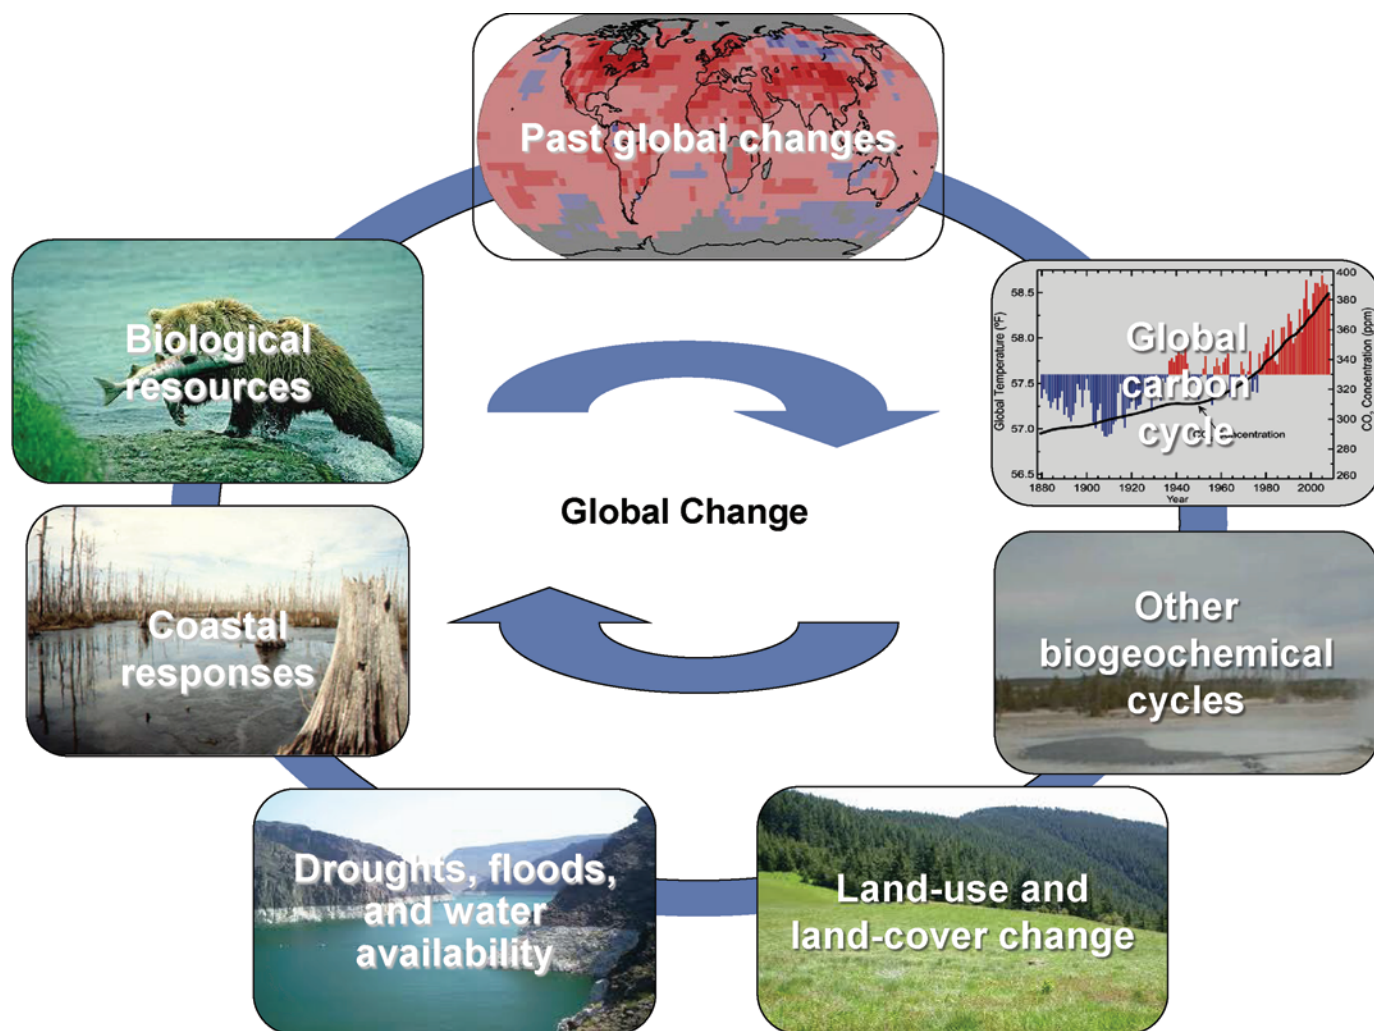 Past global changes
Biological
resources
Global
carbon
cycle
Global Temperature (ºF)
58.5
58.0
57.5
57.0
56.5
400
380
360
340
320
300
280
260
CO₂ Concentration (ppm)
1880
1900
1920
1940
1960
1980
2000
Year
Global Change
Coastal
responses
Other
biogeochemical
cycles
Droughts, floods,
and water
availability
Land-use and
land-cover change